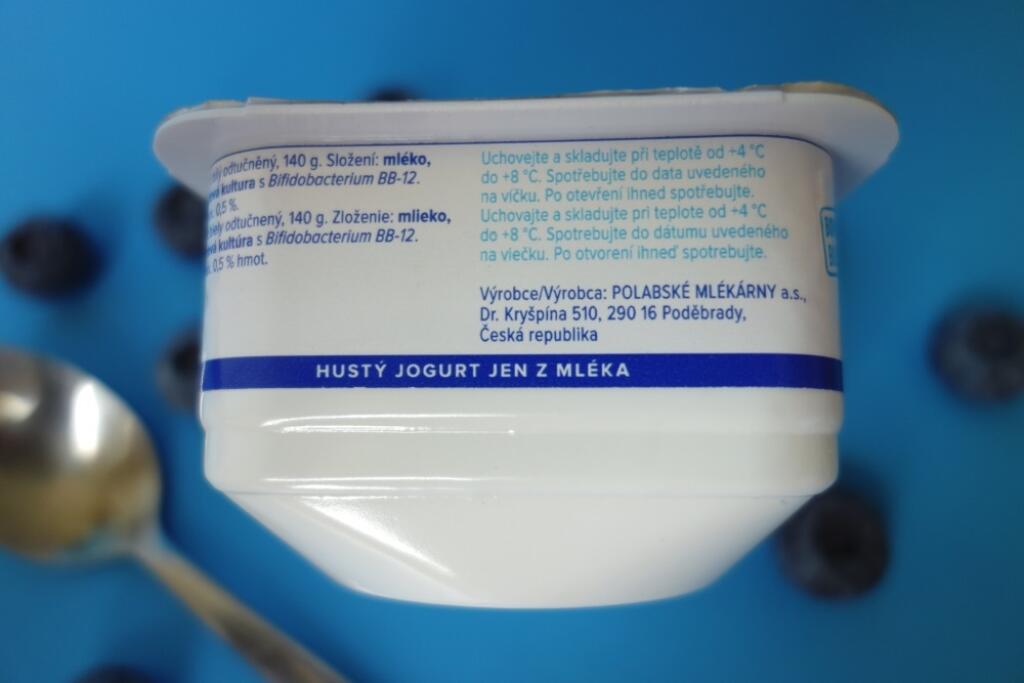 odtučněný, 140 g. Složení: mléko,
kultura s Bifidobacterium BB-12.
0,5 %.
biely odtučnený, 140 g. Zloženie: mlieko,
kultúra s Bifidobacterium BB-12.
0,5 % hmot.
Uchovejte a skladujte při teplotě od +4 °C
do +8 °C. Spotřebujte do data uvedeného
na víčku. Po otevření ihned spotřebujte.
Uchovajte a skladujte pri teplote od +4 °C
do +8 °C. Spotrebujte do dátumu uvedeného
na viečku. Po otvorení ihneď spotrebujte.
Výrobce/Výrobca: POLABSKÉ MLÉKÁRNY a.s.,
Dr. Kryšpína 510, 290 16 Poděbrady,
Česká republika
HUSTÝ JOGURT JEN Z MLÉKA